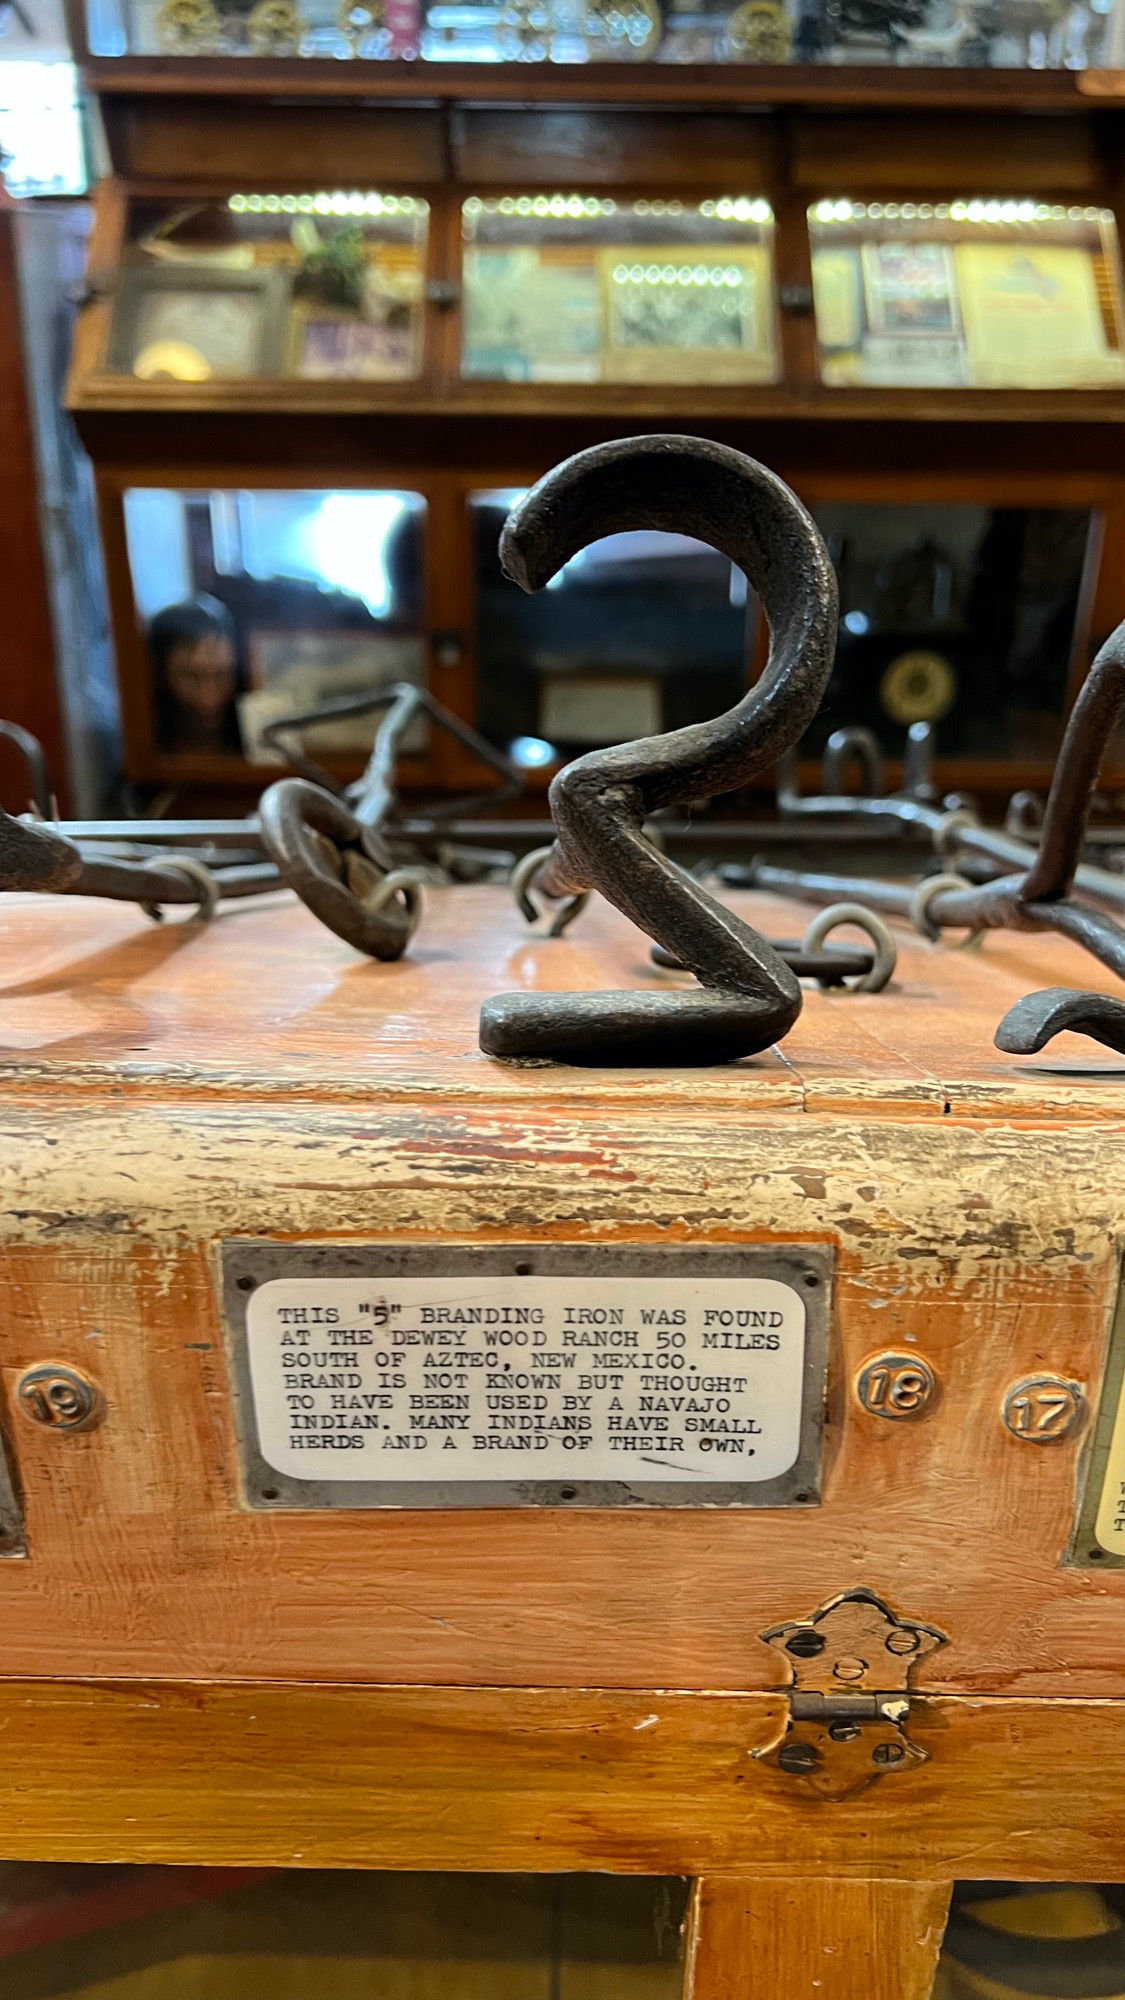 THIS "5" BRANDING IRON WAS FOUND
AT THE DEWEY WOOD RANCH 50 MILES
SOUTH OF AZTEC, NEW MEXICO.
BRAND IS NOT KNOWN BUT THOUGHT
TO HAVE BEEN USED BY A NAVAJO
INDIAN. MANY INDIANS HAVE SMALL
HERDS AND A BRAND OF THEIR OWN.
19
18
17